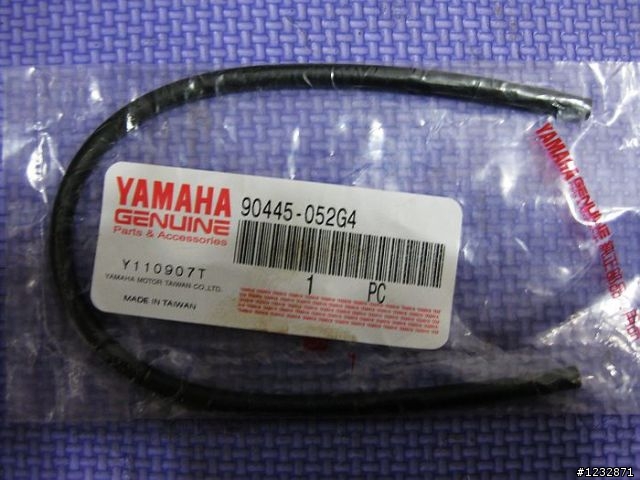 YAMAHA
GENUINE
Parts & Accessories
90445-052G4
Y110907T
1 PC
YAMAHA MOTOR TAIWAN CO.,LTD.
MADE IN TAIWAN
YAMAHA
GENUINE
#1232871